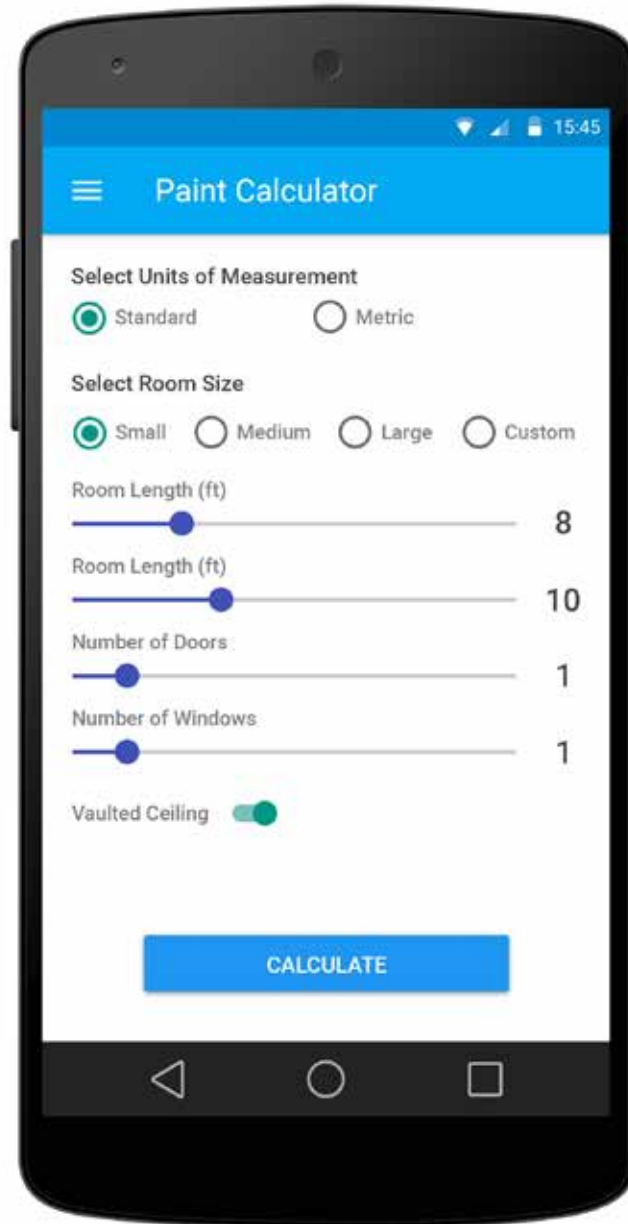 15:45
Paint Calculator
Select Units of Measurement
Standard Metric
Select Room Size
Small Medium Large Custom
Room Length (ft)
8
Room Length (ft)
10
Number of Doors
1
Number of Windows
1
Vaulted Ceiling
CALCULATE